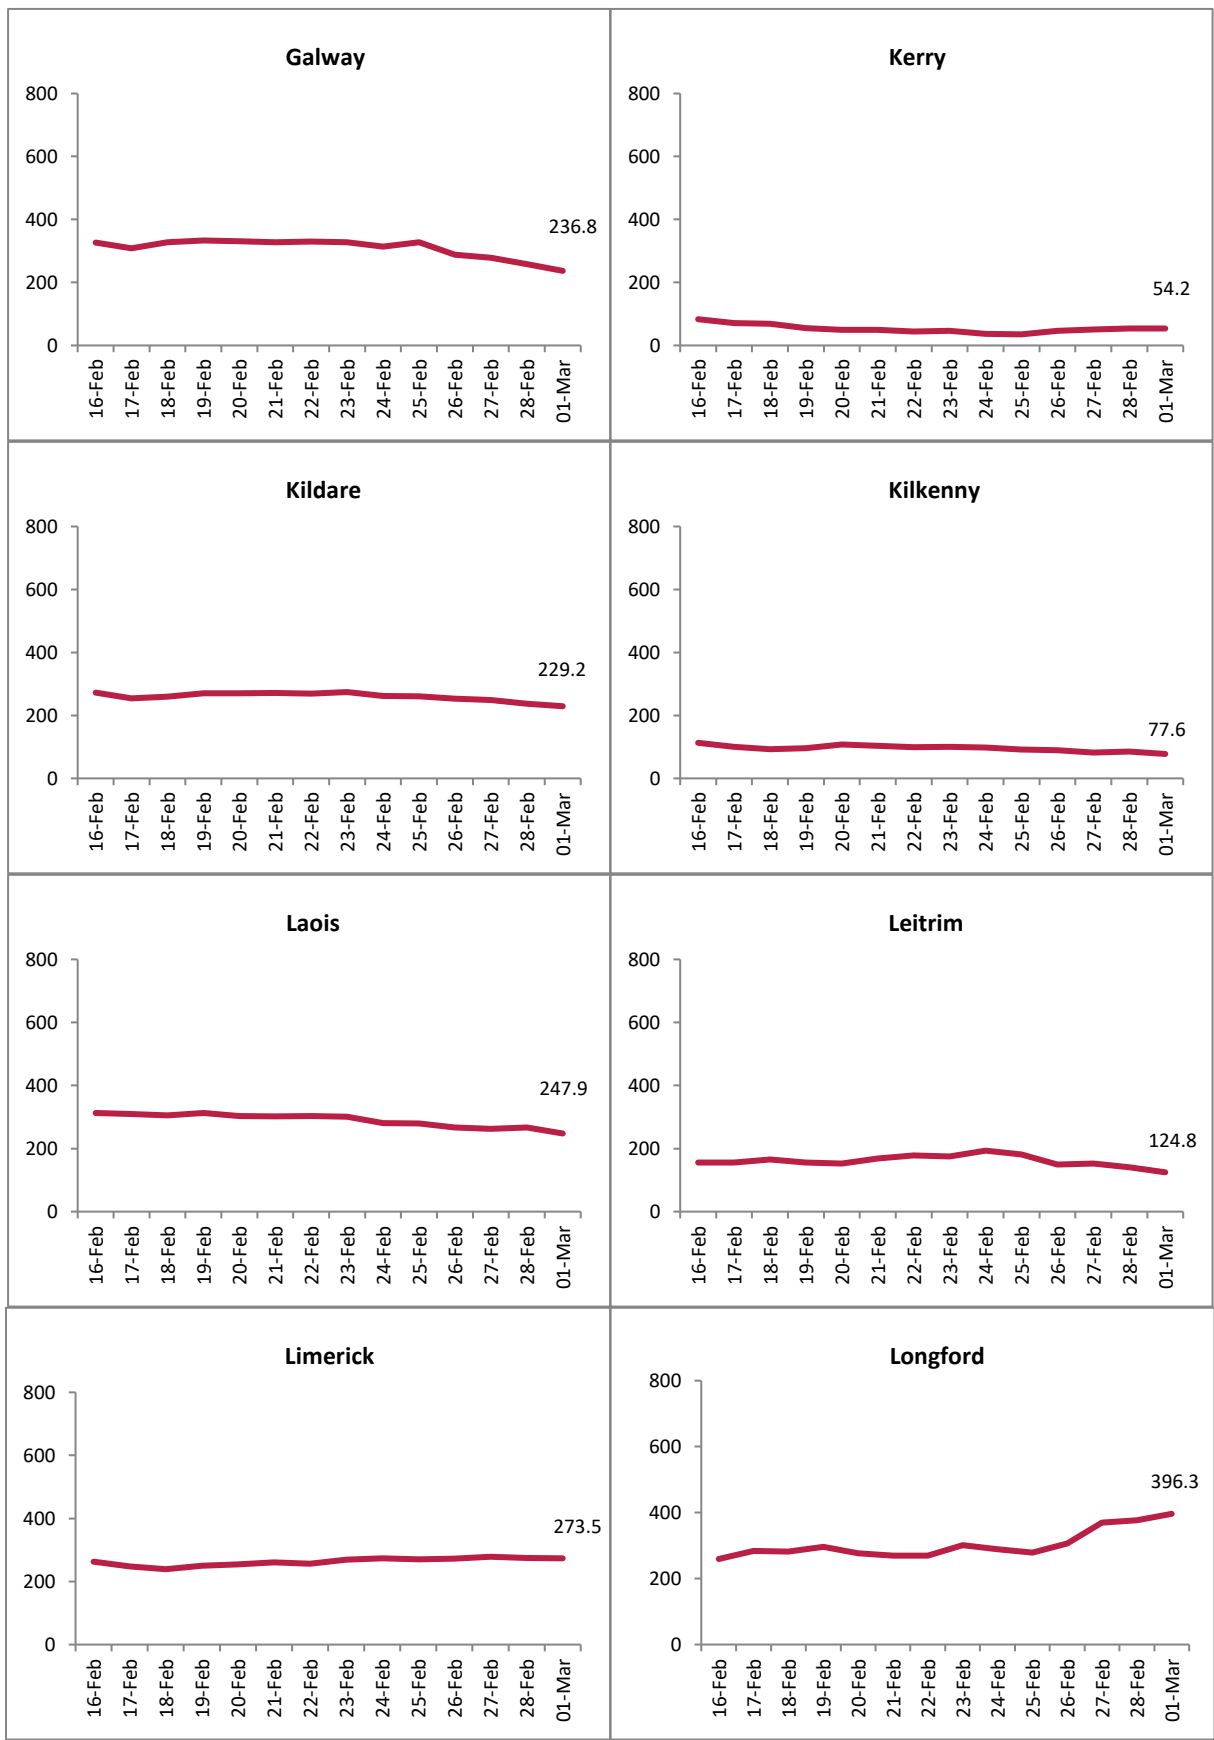 Galway
800
600
400
200
0
236.8
16-Feb
17-Feb
18-Feb
19-Feb
20-Feb
21-Feb
22-Feb
23-Feb
24-Feb
25-Feb
26-Feb
27-Feb
28-Feb
01-Mar
Kerry
800
600
400
200
0
54.2
16-Feb
17-Feb
18-Feb
19-Feb
20-Feb
21-Feb
22-Feb
23-Feb
24-Feb
25-Feb
26-Feb
27-Feb
28-Feb
01-Mar
Kildare
800
600
400
200
0
229.2
16-Feb
17-Feb
18-Feb
19-Feb
20-Feb
21-Feb
22-Feb
23-Feb
24-Feb
25-Feb
26-Feb
27-Feb
28-Feb
01-Mar
Kilkenny
800
600
400
200
0
77.6
16-Feb
17-Feb
18-Feb
19-Feb
20-Feb
21-Feb
22-Feb
23-Feb
24-Feb
25-Feb
26-Feb
27-Feb
28-Feb
01-Mar
Laois
800
600
400
200
0
247.9
16-Feb
17-Feb
18-Feb
19-Feb
20-Feb
21-Feb
22-Feb
23-Feb
24-Feb
25-Feb
26-Feb
27-Feb
28-Feb
01-Mar
Leitrim
800
600
400
200
0
124.8
16-Feb
17-Feb
18-Feb
19-Feb
20-Feb
21-Feb
22-Feb
23-Feb
24-Feb
25-Feb
26-Feb
27-Feb
28-Feb
01-Mar
Limerick
800
600
400
200
0
273.5
16-Feb
17-Feb
18-Feb
19-Feb
20-Feb
21-Feb
22-Feb
23-Feb
24-Feb
25-Feb
26-Feb
27-Feb
28-Feb
01-Mar
Longford
800
600
400
200
0
396.3
16-Feb
17-Feb
18-Feb
19-Feb
20-Feb
21-Feb
22-Feb
23-Feb
24-Feb
25-Feb
26-Feb
27-Feb
28-Feb
01-Mar